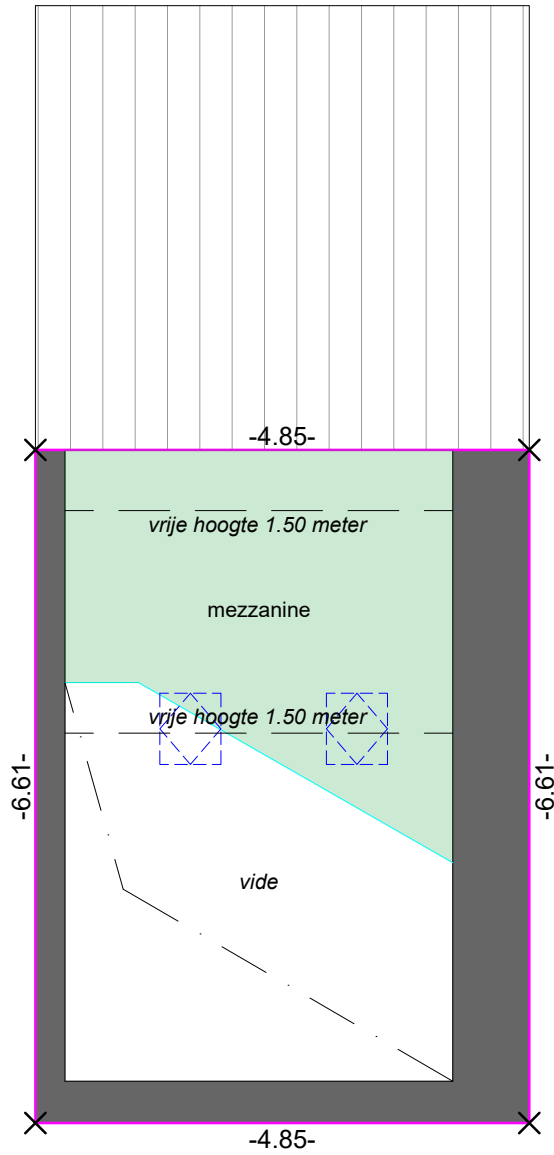 -4.85-
vrije hoogte 1.50 meter
mezzanine
vrije hoogte 1.50 meter
-6.61-
-6.61-
vide
-4.85-